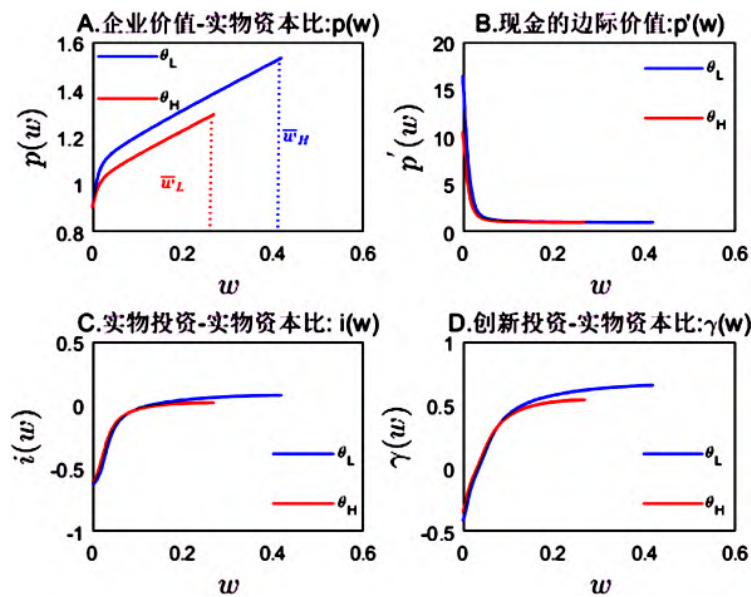 A.企业价值-实物资本比:p(w)
1.6
1.4
1.2
1
0.8
p(w)
θL
θH
w̅H
w̅L
0
0.2
0.4
0.6
w
B.现金的边际价值:p'(w)
20
15
10
5
0
p′(w)
θL
θH
0
0.2
0.4
0.6
w
C.实物投资-实物资本比: i(w)
0.5
0
-0.5
-1
i(w)
θL
θH
0
0.2
0.4
0.6
w
D.创新投资-实物资本比:γ(w)
1
0.5
0
-0.5
γ(w)
θL
θH
0
0.2
0.4
0.6
w